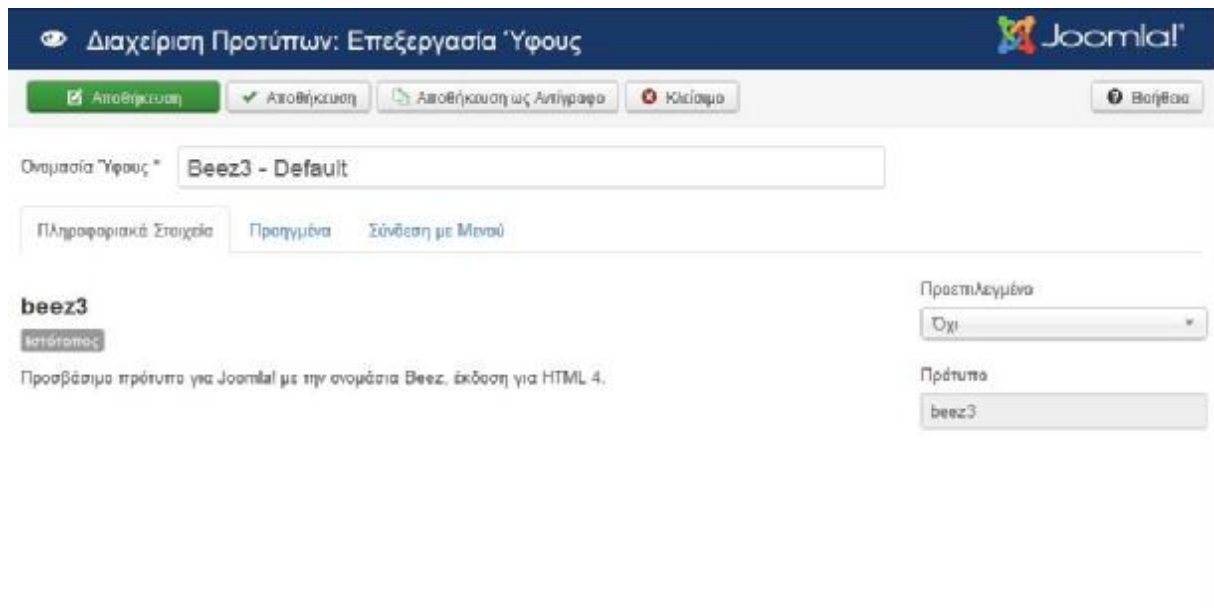 Διαχείριση Προτύπων: Επεξεργασία Ύφους
Joomla!®
Αποθήκευση
Αποθήκευση
Αποθήκευση ως Αντίγραφο
Κλείσιμο
Βοήθεια
Ονομασία Ύφους *
Beez3 - Default
Πληροφοριακά Στοιχεία
Προηγμένα
Σύνδεση με Μενού
beez3
Ιστότοπος
Προσβάσιμο πρότυπο για Joomla! με την ονομάσια Beez, έκδοση για HTML 4.
Προεπιλεγμένο
Όχι
Πρότυπο
beez3